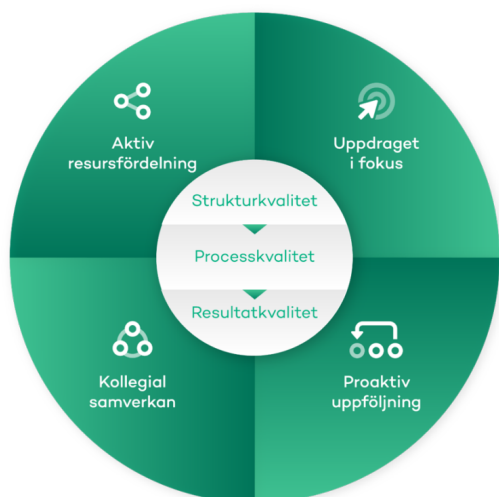 Aktiv
resursfördelning
Uppdraget
i fokus
Strukturkvalitet
Processkvalitet
Resultatkvalitet
Kollegial
samverkan
Proaktiv
uppföljning